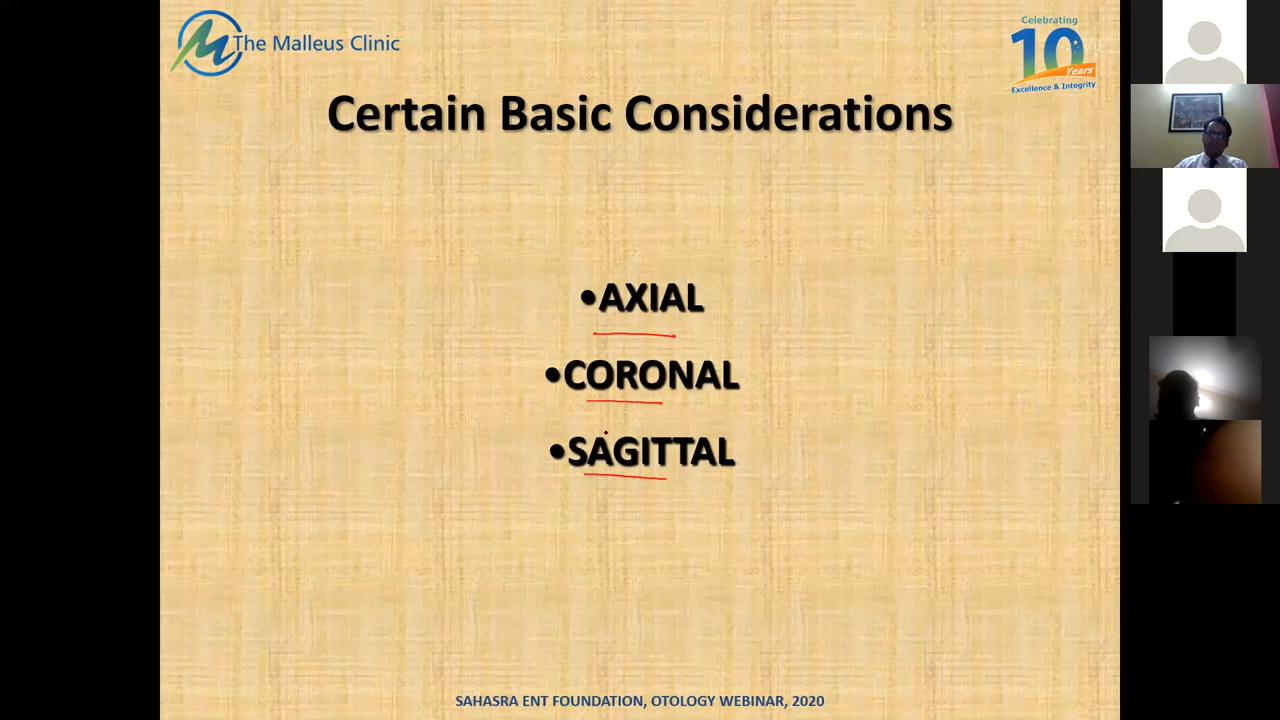 The Malleus Clinic
Celebrating
10
Years
Excellence & Integrity
Certain Basic Considerations
•AXIAL
•CORONAL
•SAGITTAL
SAHASRA ENT FOUNDATION, OTOLOGY WEBINAR, 2020